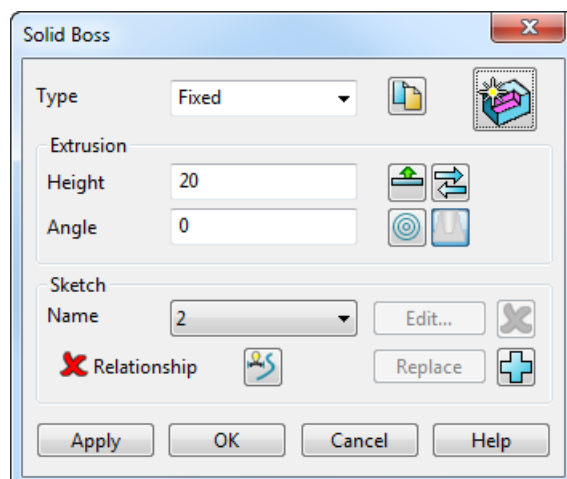 Solid Boss
Type Fixed
Extrusion
Height 20
Angle 0
Sketch
Name 2 Edit...
Relationship Replace
Apply OK Cancel Help